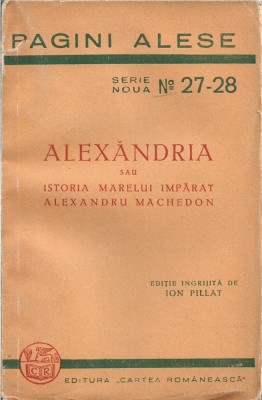 PAGINI ALESE
SERIE
NOUA № 27-28
ALEXĂNDRIA
SAU
ISTORIA MARELUI IMPĂRAT
ALEXANDRU MACHEDON
EDIȚIE INGRIJITĂ DE
ION PILLAT
C R
EDITURA „CARTEA ROMÂNEASCĂ"